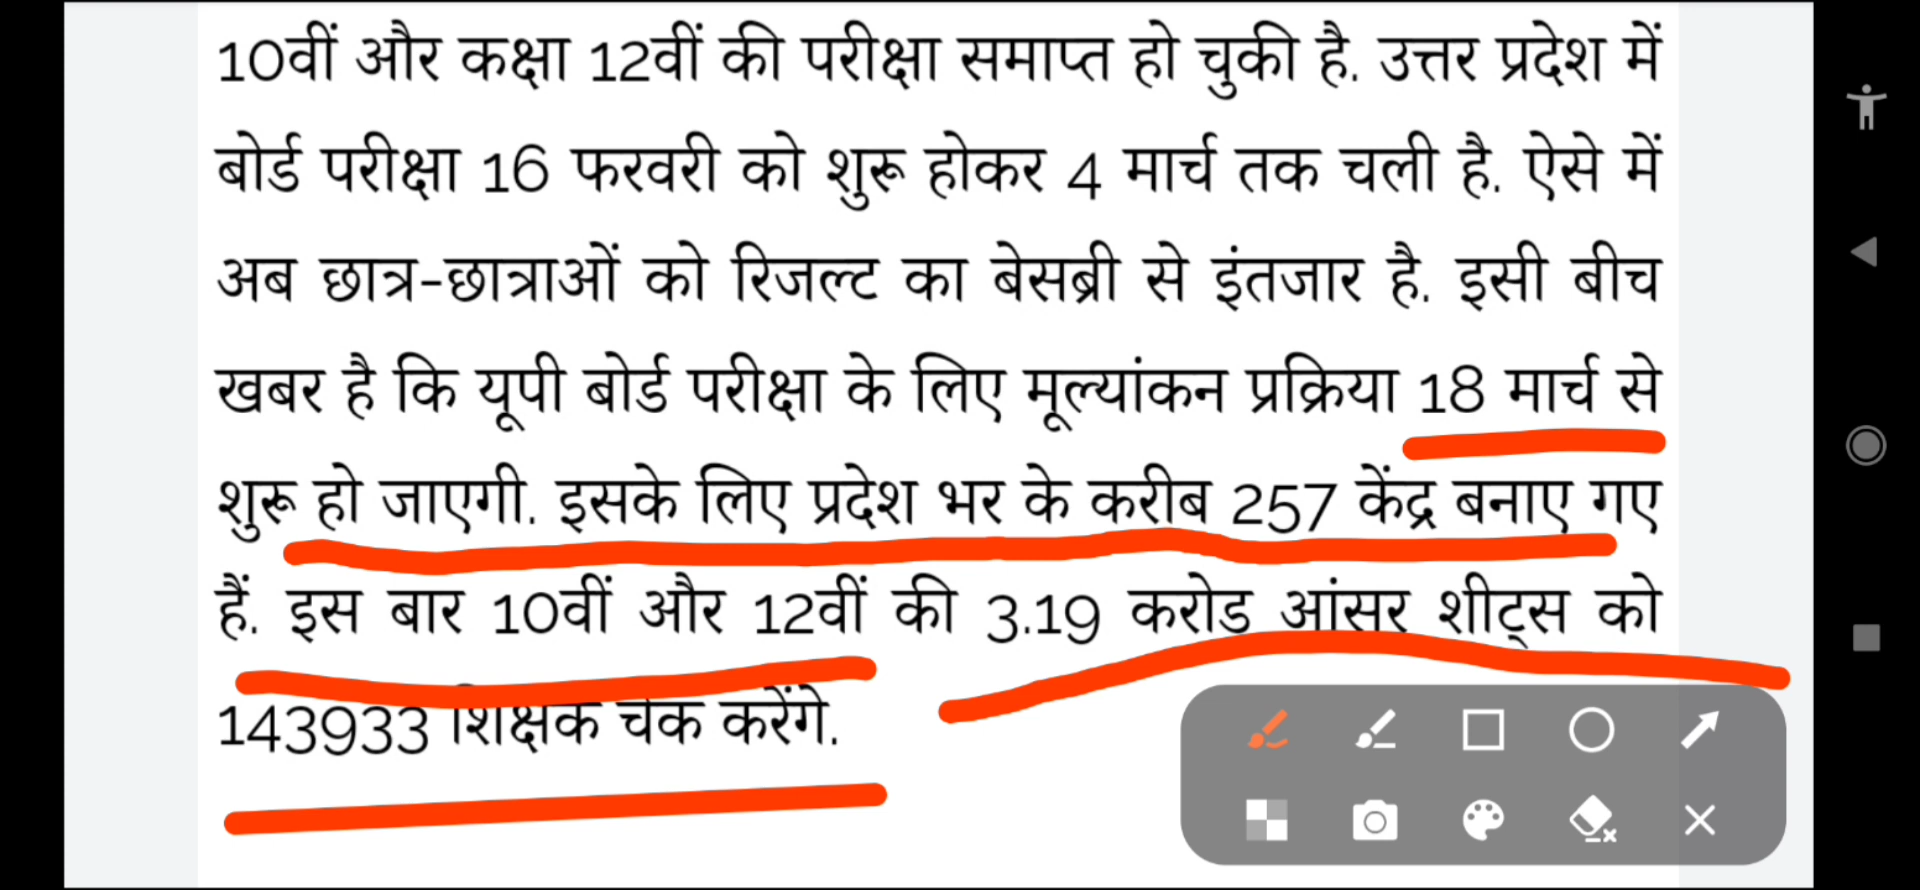 10वीं और कक्षा 12वीं की परीक्षा समाप्त हो चुकी है. उत्तर प्रदेश में
बोर्ड परीक्षा 16 फरवरी को शुरू होकर 4 मार्च तक चली है. ऐसे में
अब छात्र-छात्राओं को रिजल्ट का बेसब्री से इंतजार है. इसी बीच
खबर है कि यूपी बोर्ड परीक्षा के लिए मूल्यांकन प्रक्रिया 18 मार्च से
शुरू हो जाएगी. इसके लिए प्रदेश भर के करीब 257 केंद्र बनाए गए
हैं. इस बार 10वीं और 12वीं की 3.19 करोड आंसर शीट्स को
143933 शिक्षक चेक करेंगे.